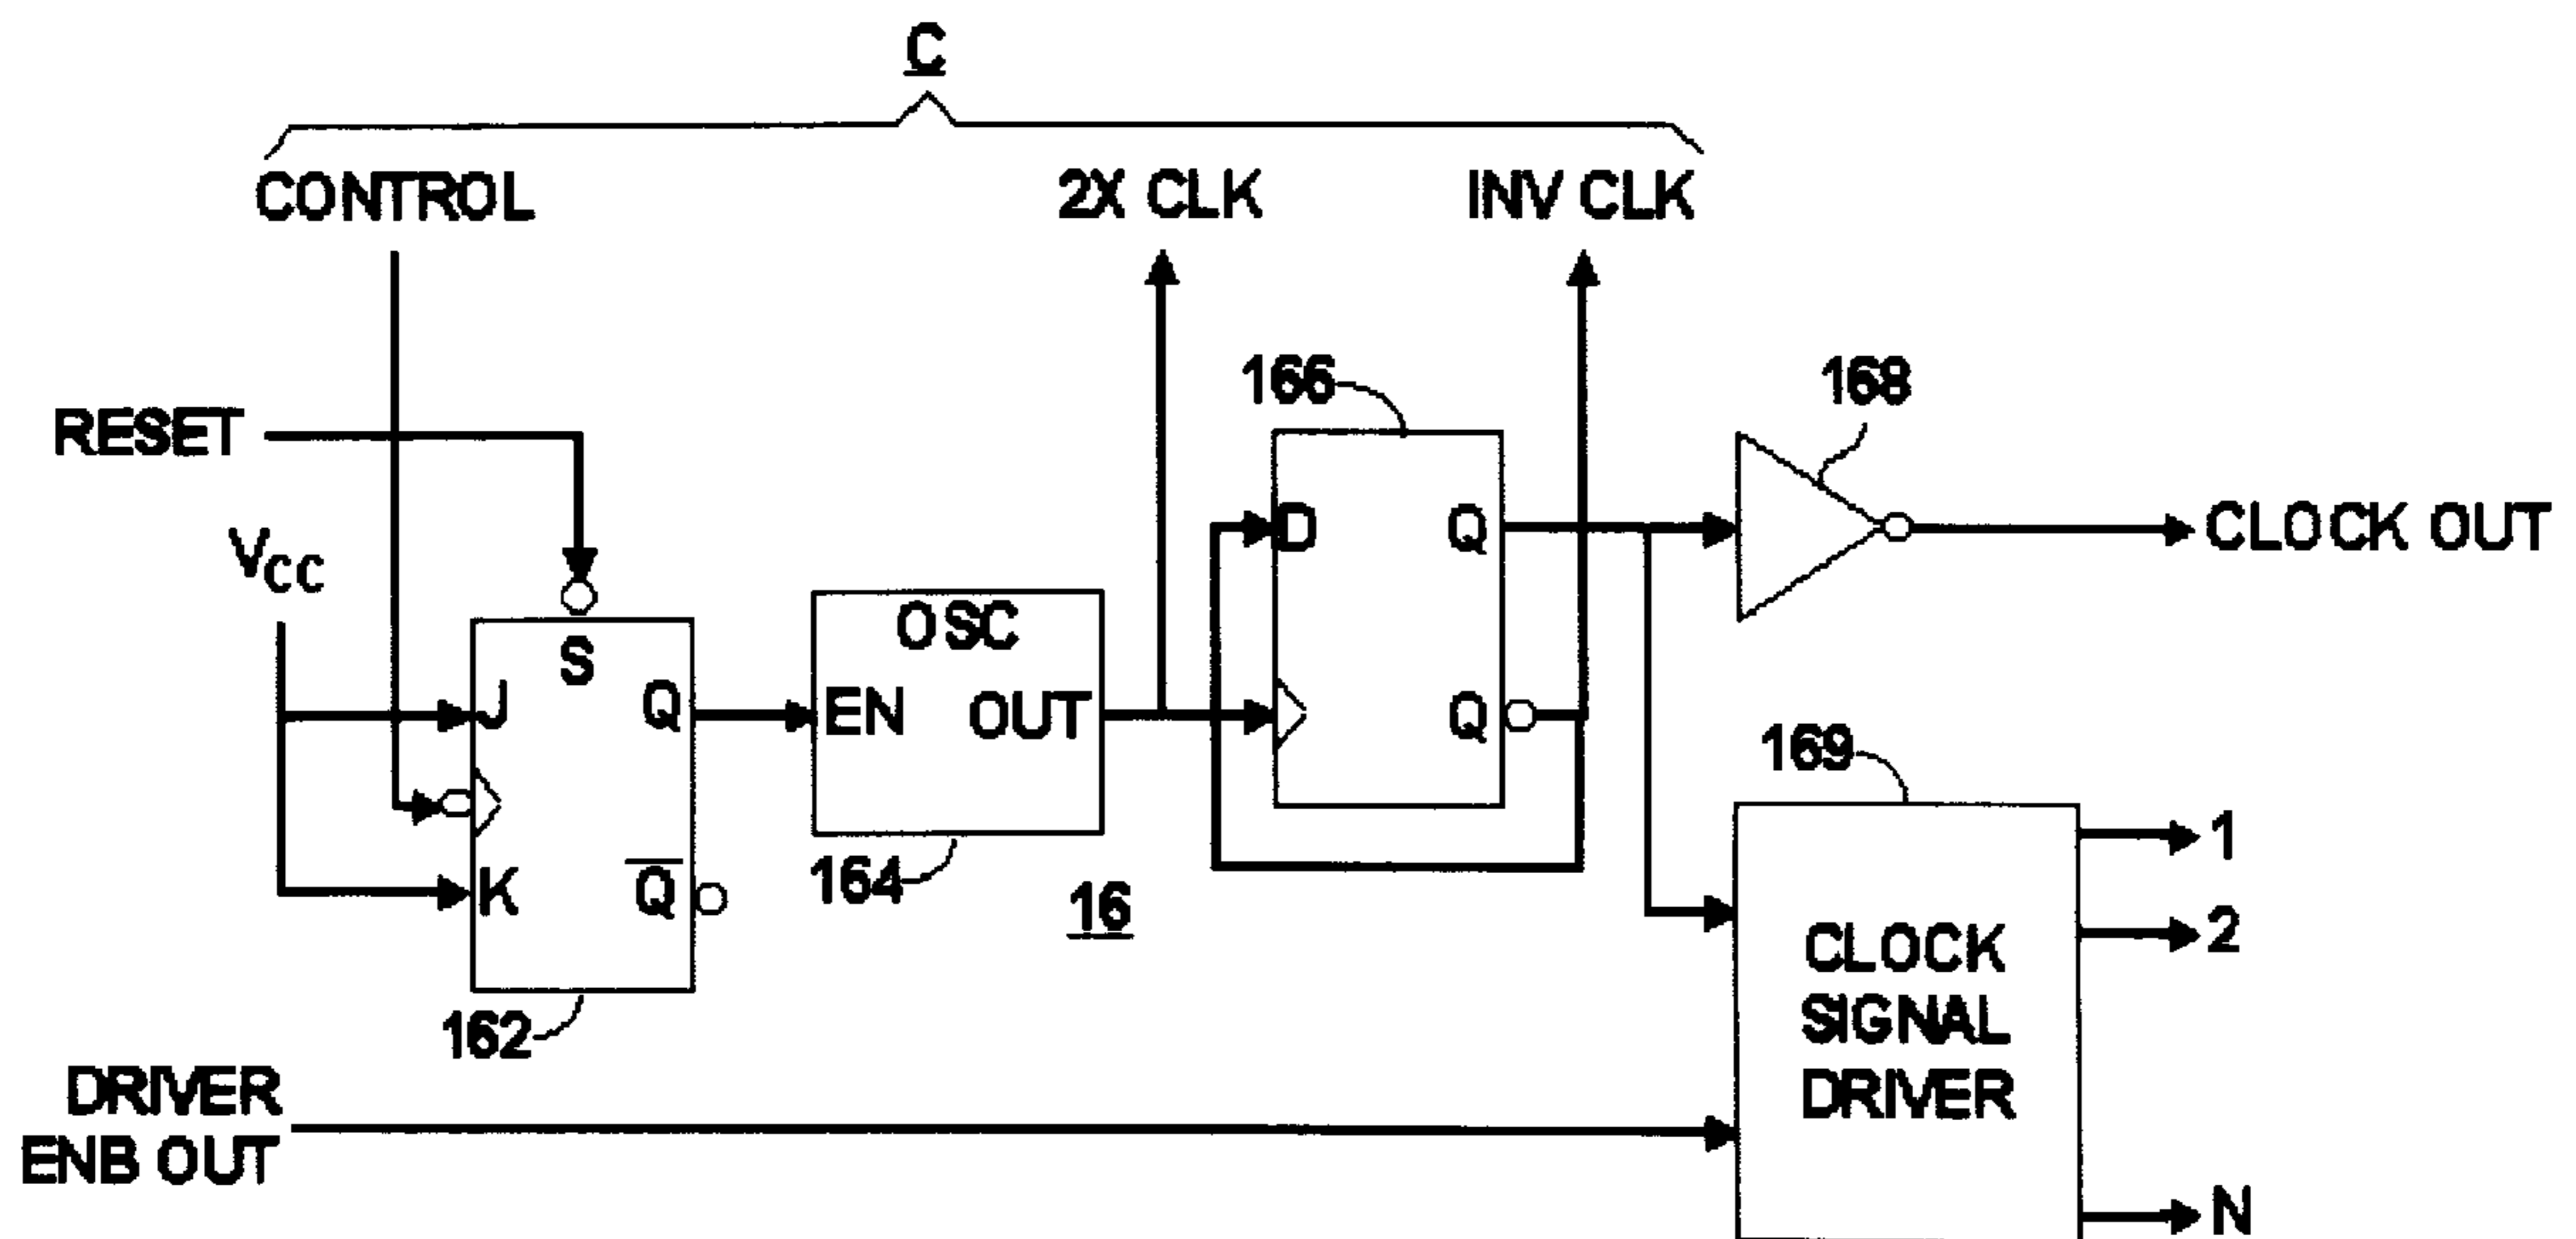 C
CONTROL
2X CLK
INV CLK
RESET
166
168
VCC
D
Q
CLOCK OUT
OSC
S
J
Q
EN
OUT
Q
169
K
Q̅
164
16
1
2
CLOCK
SIGNAL
DRIVER
162
DRIVER
ENB OUT
N